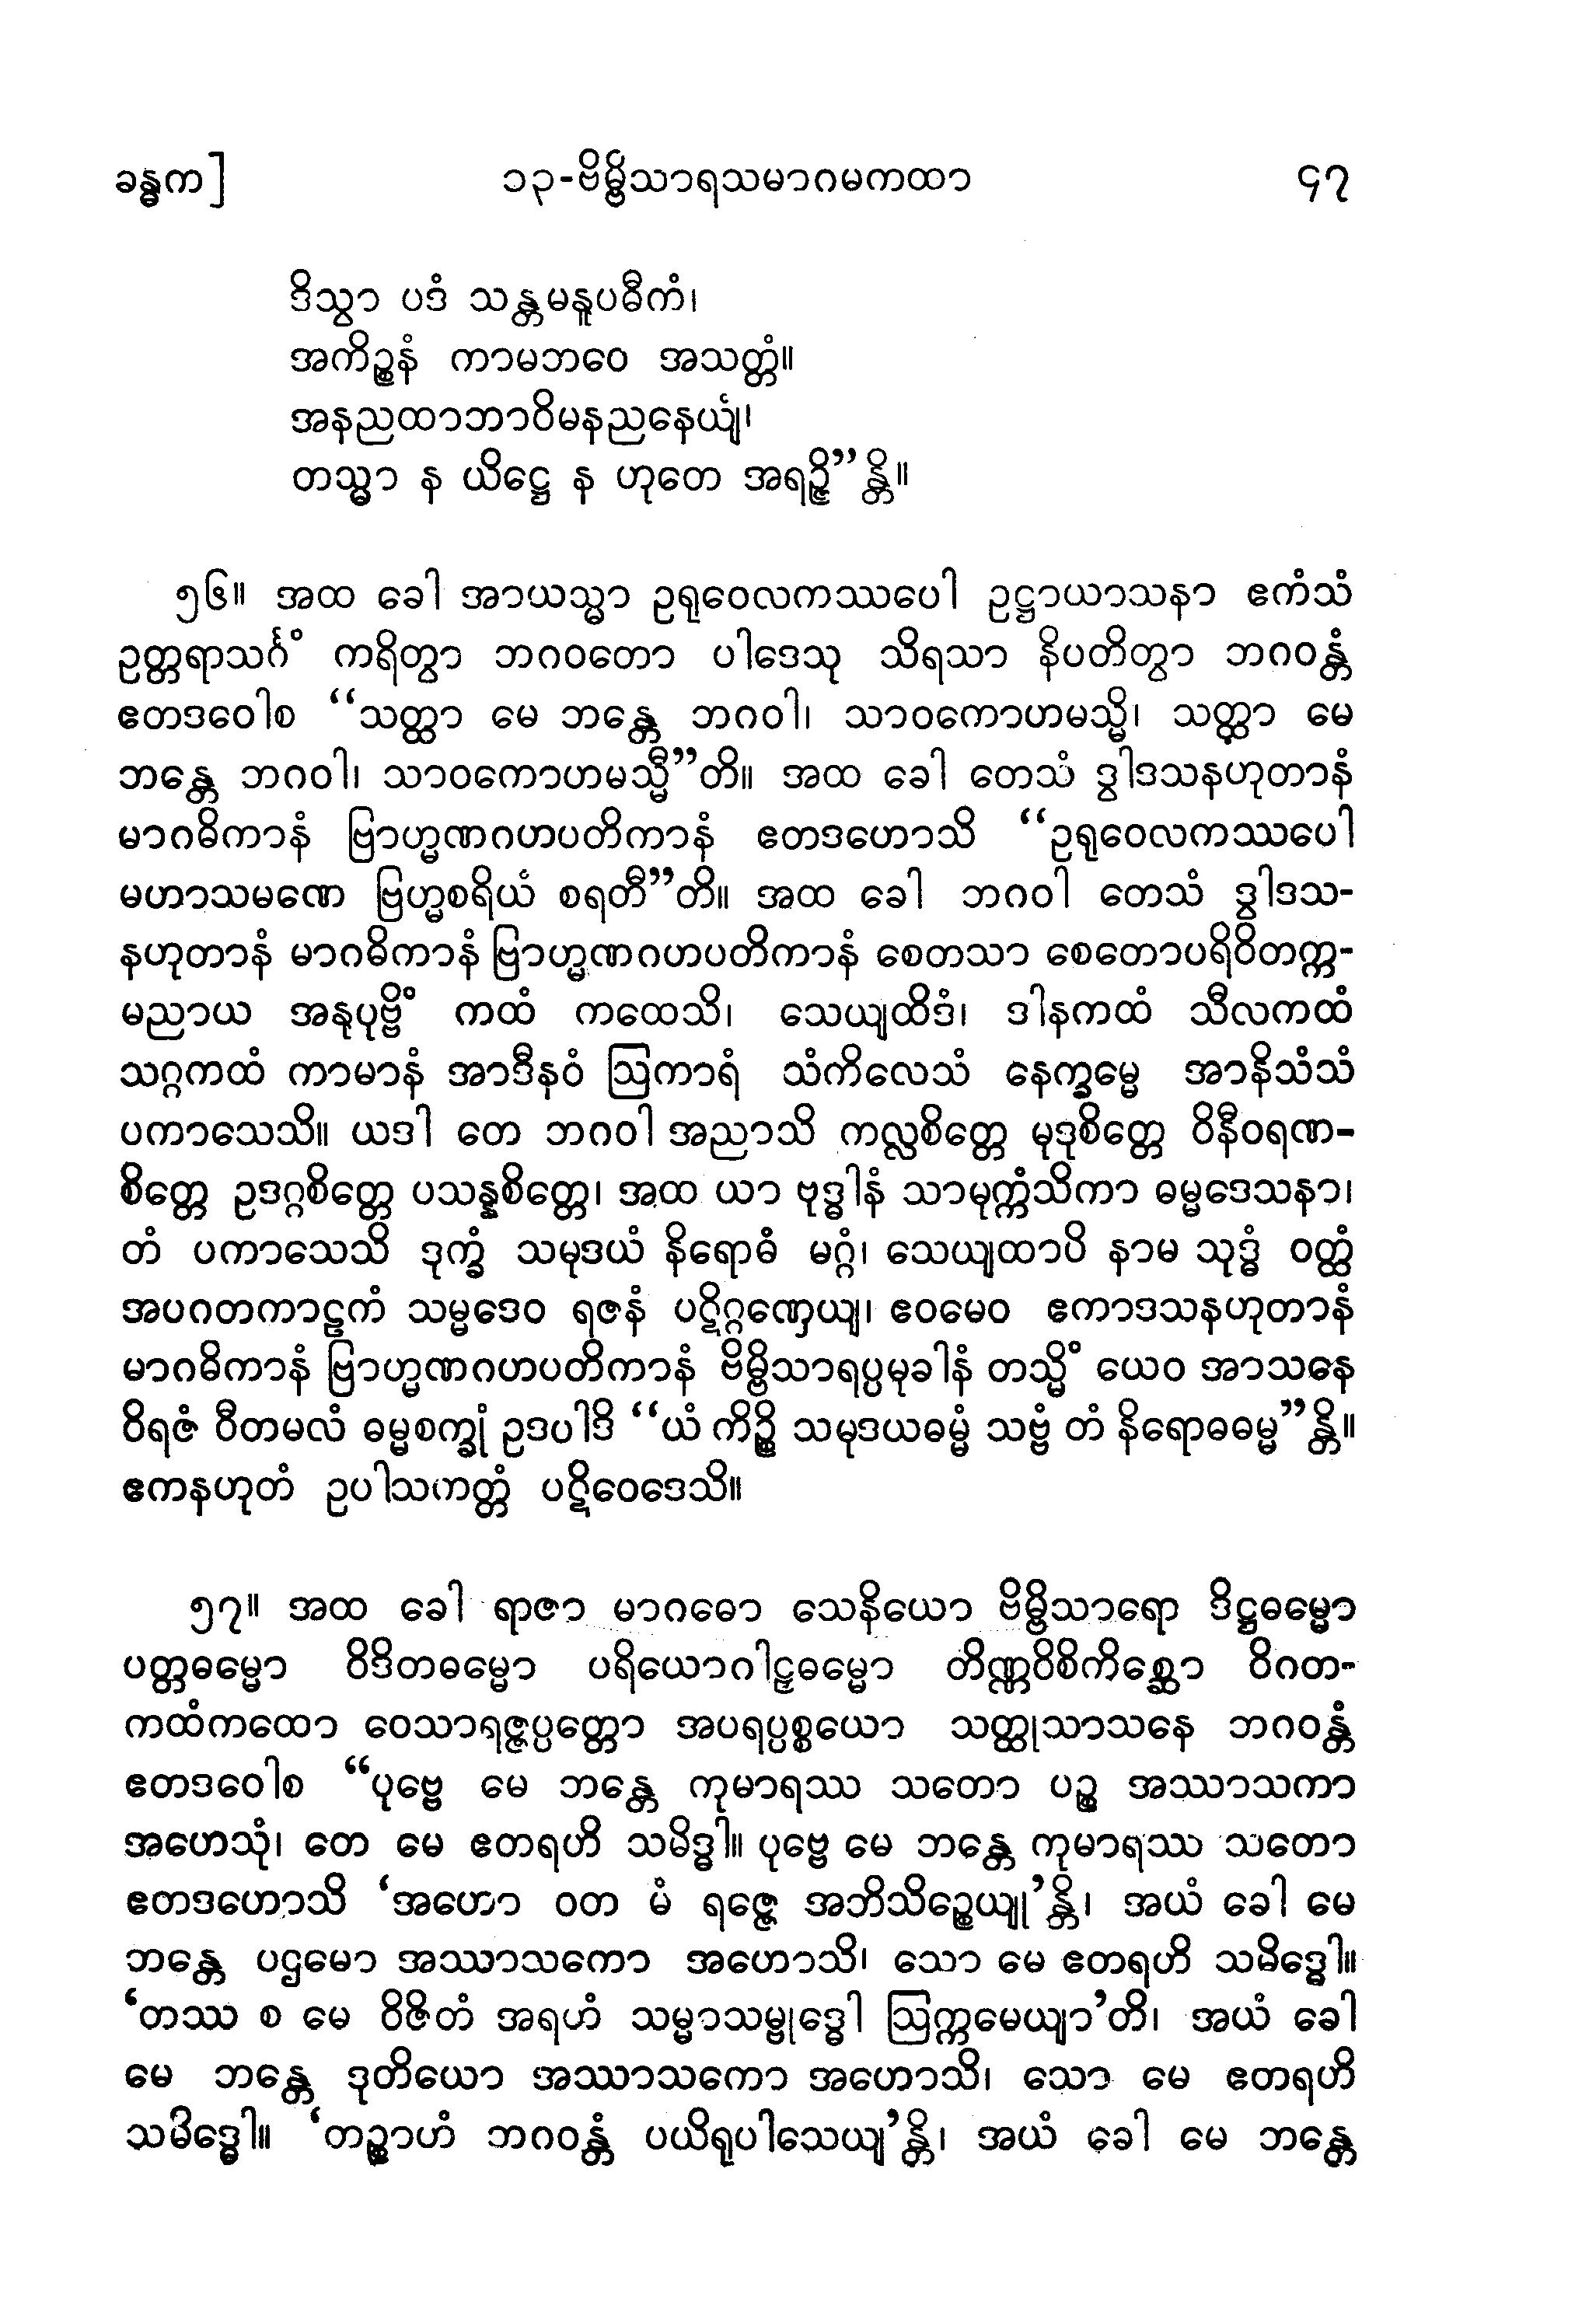 ခန္ဓက] ၁၃-ဗိမ္ဗိသာရသမာဂမကထာ ၄၇
ဒိသွာ ပဒံ သန္တမနူပဓီကံ၊
အကိဉ္စနံ ကာမဘဝေ အသတ္တံ။
အနညထာဘာဝိမနညနေယျံ၊
တသ္မာ န ယိဋ္ဌေ န ဟုတေ အရဉ္ဇိ”န္တိ။
၅၆။ အထ ခေါ အာယသ္မာ ဥရုဝေလကဿပေါ ဥဋ္ဌာယာသနာ ဧကံသံ
ဥတ္တရာသင်္ဂံ ကရိတွာ ဘဂဝတော ပါဒေသု သိရသာ နိပတိတွာ ဘဂဝန္တံ
ဧတဒဝေါစ “သတ္ထာ မေ ဘန္တေ ဘဂဝါ၊ သာဝကောဟမသ္မိ၊ သတ္ထာ မေ
ဘန္တေ ဘဂဝါ၊ သာဝကောဟမသ္မီ”တိ။ အထ ခေါ တေသံ ဒွါဒသနဟုတာနံ
မာဂဓိကာနံ ဗြာဟ္မဏဂဟပတိကာနံ ဧတဒဟောသိ “ဥရုဝေလကဿပေါ
မဟာသမဏေ ဗြဟ္မစရိယံ စရတီ”တိ။ အထ ခေါ ဘဂဝါ တေသံ ဒွါဒသ-
နဟုတာနံ မာဂဓိကာနံ ဗြာဟ္မဏဂဟပတိကာနံ စေတသာ စေတောပရိဝိတက္က-
မညာယ အနုပုဗ္ဗိံ ကထံ ကထေသိ၊ သေယျထိဒံ၊ ဒါနကထံ သီလကထံ
သဂ္ဂကထံ ကာမာနံ အာဒီနဝံ ဩကာရံ သံကိလေသံ နေက္ခမ္မေ အာနိသံသံ
ပကာသေသိ။ ယဒါ တေ ဘဂဝါ အညာသိ ကလ္လစိတ္တေ မုဒုစိတ္တေ ဝိနီဝရဏ-
စိတ္တေ ဥဒဂ္ဂစိတ္တေ ပသန္နစိတ္တေ၊ အထ ယာ ဗုဒ္ဓါနံ သာမုက္ကံသိကာ ဓမ္မဒေသနာ၊
တံ ပကာသေသိ ဒုက္ခံ သမုဒယံ နိရောဓံ မဂ္ဂံ၊ သေယျထာပိ နာမ သုဒ္ဓံ ဝတ္ထံ
အပဂတကာဠကံ သမ္မဒေဝ ရဇနံ ပဋိဂ္ဂဏှေယျ၊ ဧဝမေဝ ဧကာဒသနဟုတာနံ
မာဂဓိကာနံ ဗြာဟ္မဏဂဟပတိကာနံ ဗိမ္ဗိသာရပ္ပမုခါနံ တသ္မိံ ယေဝ အာသနေ
ဝိရဇံ ဝီတမလံ ဓမ္မစက္ခုံ ဥဒပါဒိ “ယံ ကိဉ္စိ သမုဒယဓမ္မံ သဗ္ဗံ တံ နိရောဓဓမ္မ”န္တိ။
ဧကနဟုတံ ဥပါသကတ္တံ ပဋိဝေဒေသိ။
၅၇။ အထ ခေါ ရာဇာ မာဂဓော သေနိယော ဗိမ္ဗိသာရော ဒိဋ္ဌဓမ္မော
ပတ္တဓမ္မော ဝိဒိတဓမ္မော ပရိယောဂါဠှဓမ္မော တိဏ္ဏဝိစိကိစ္ဆော ဝိဂတ-
ကထံကထော ဝေသာရဇ္ဇပ္ပတ္တော အပရပ္ပစ္စယော သတ္ထုသာသနေ ဘဂဝန္တံ
ဧတဒဝေါစ “ပုဗ္ဗေ မေ ဘန္တေ ကုမာရဿ သတော ပဉ္စ အဿာသကာ
အဟေသုံ၊ တေ မေ ဧတရဟိ သမိဒ္ဓါ။ ပုဗ္ဗေ မေ ဘန္တေ ကုမာရဿ သတော
ဧတဒဟောသိ ‘အဟော ဝတ မံ ရဇ္ဇေ အဘိသိဉ္စေယျု’န္တိ၊ အယံ ခေါ မေ
ဘန္တေ ပဌမော အဿာသကော အဟောသိ၊ သော မေ ဧတရဟိ သမိဒ္ဓေါ။
‘တဿ စ မေ ဝိဇိတံ အရဟံ သမ္မာသမ္ဗုဒ္ဓေါ ဩက္ကမေယျာ’တိ၊ အယံ ခေါ
မေ ဘန္တေ ဒုတိယော အဿာသကော အဟောသိ၊ သော မေ ဧတရဟိ
သမိဒ္ဓေါ။ ‘တဉ္စာဟံ ဘဂဝန္တံ ပယိရုပါသေယျ’န္တိ၊ အယံ ခေါ မေ ဘန္တေ